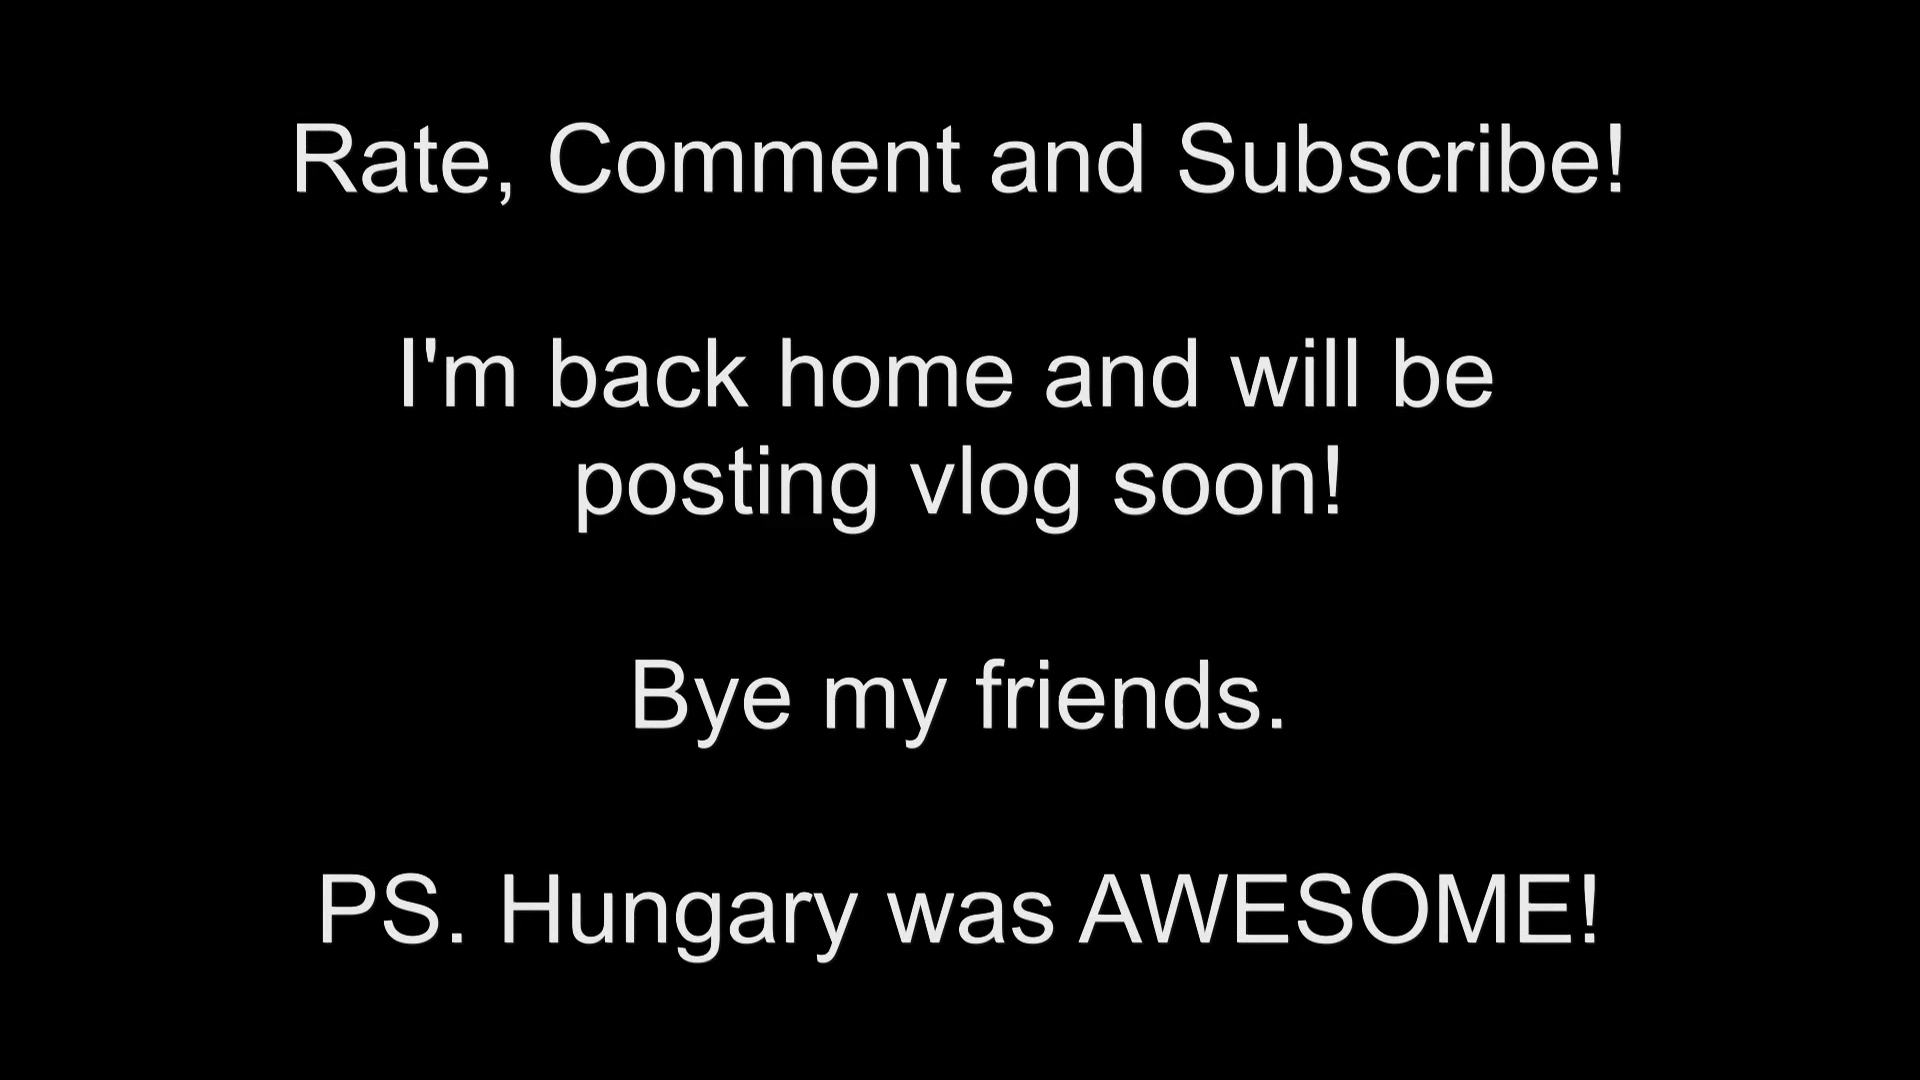 Rate, Comment and Subscribe!
I'm back home and will be
posting vlog soon!
Bye my friends.
PS. Hungary was AWESOME!